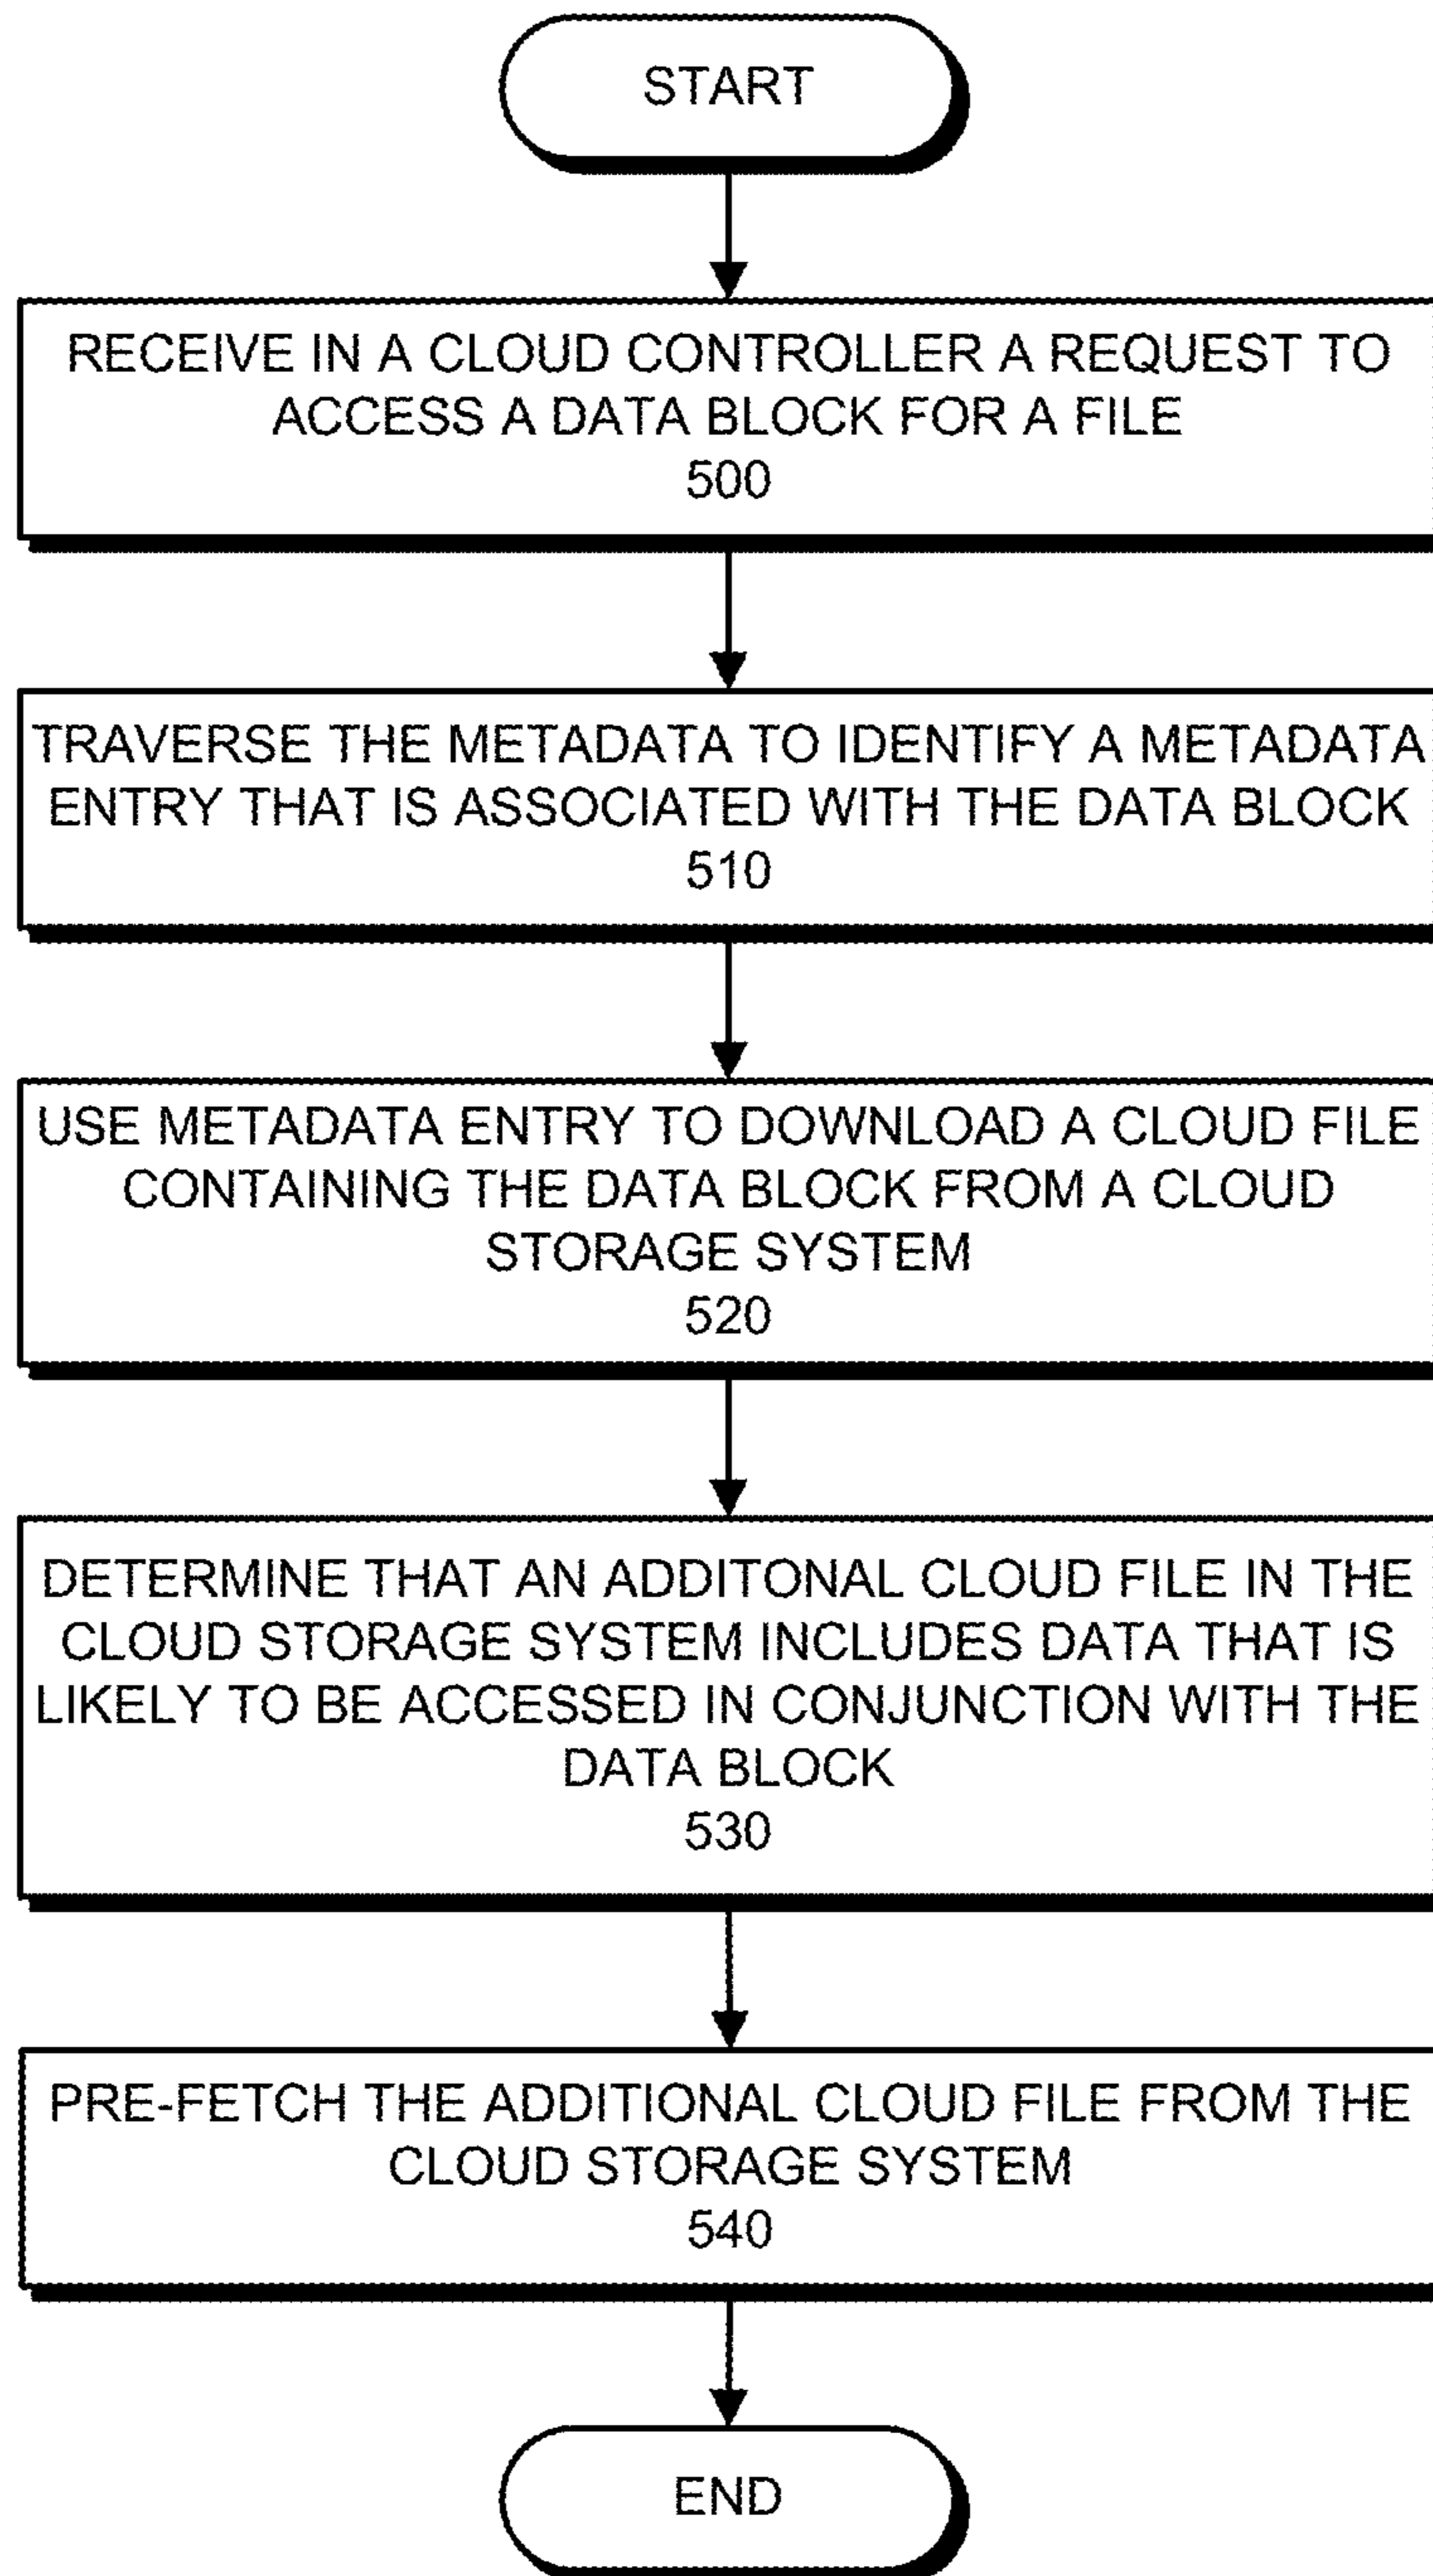 START
RECEIVE IN A CLOUD CONTROLLER A REQUEST TO
ACCESS A DATA BLOCK FOR A FILE
500
TRAVERSE THE METADATA TO IDENTIFY A METADATA
ENTRY THAT IS ASSOCIATED WITH THE DATA BLOCK
510
USE METADATA ENTRY TO DOWNLOAD A CLOUD FILE
CONTAINING THE DATA BLOCK FROM A CLOUD
STORAGE SYSTEM
520
DETERMINE THAT AN ADDITONAL CLOUD FILE IN THE
CLOUD STORAGE SYSTEM INCLUDES DATA THAT IS
LIKELY TO BE ACCESSED IN CONJUNCTION WITH THE
DATA BLOCK
530
PRE-FETCH THE ADDITIONAL CLOUD FILE FROM THE
CLOUD STORAGE SYSTEM
540
END